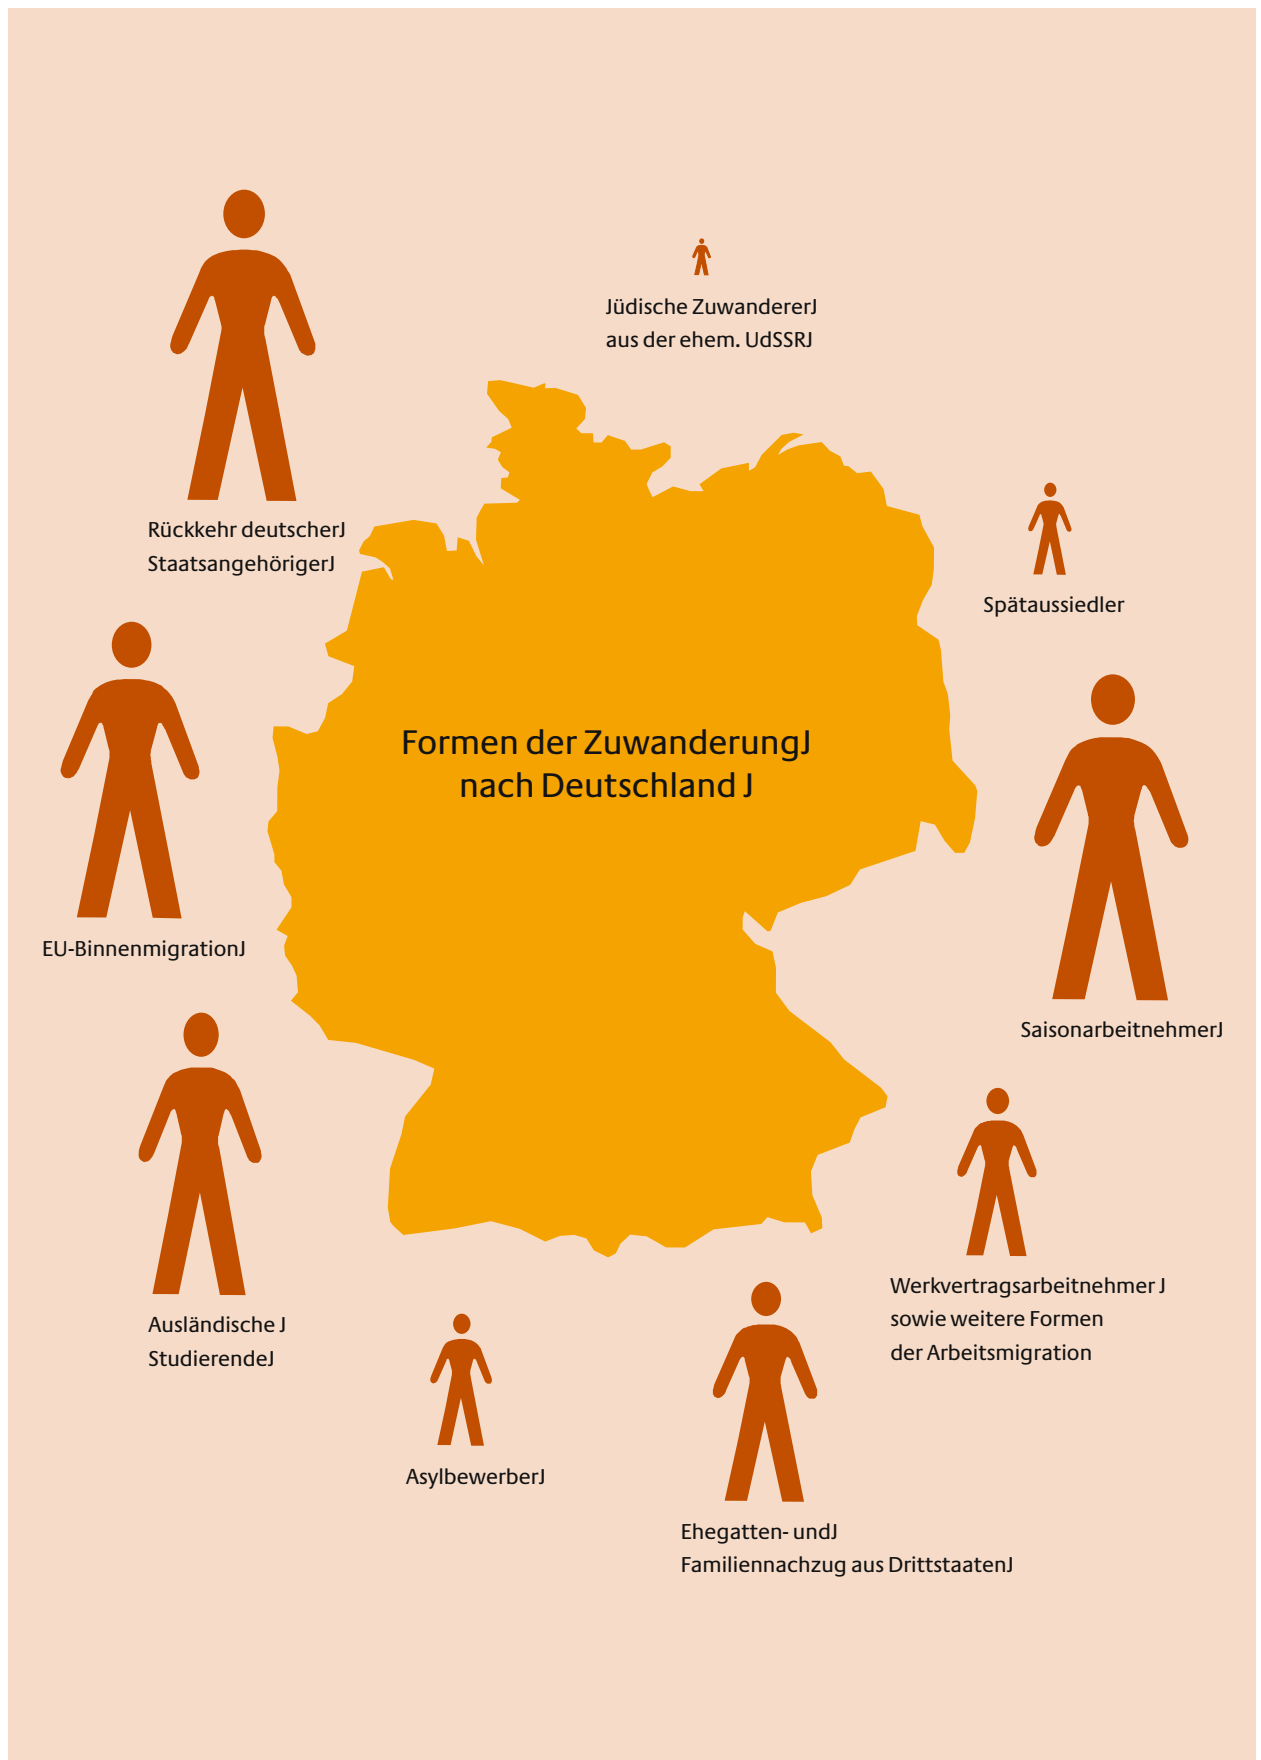 Jüdische ZuwandererJ
aus der ehem. UdSSRJ
Rückkehr deutscherJ
StaatsangehörigerJ
Spätaussiedler
Formen der ZuwanderungJ
nach Deutschland J
EU-BinnenmigrationJ
SaisonarbeitnehmerJ
Ausländische J
StudierendeJ
Werkvertragsarbeitnehmer J
sowie weitere Formen
der Arbeitsmigration
AsylbewerberJ
Ehegatten- undJ
Familiennachzug aus DrittstaatenJ